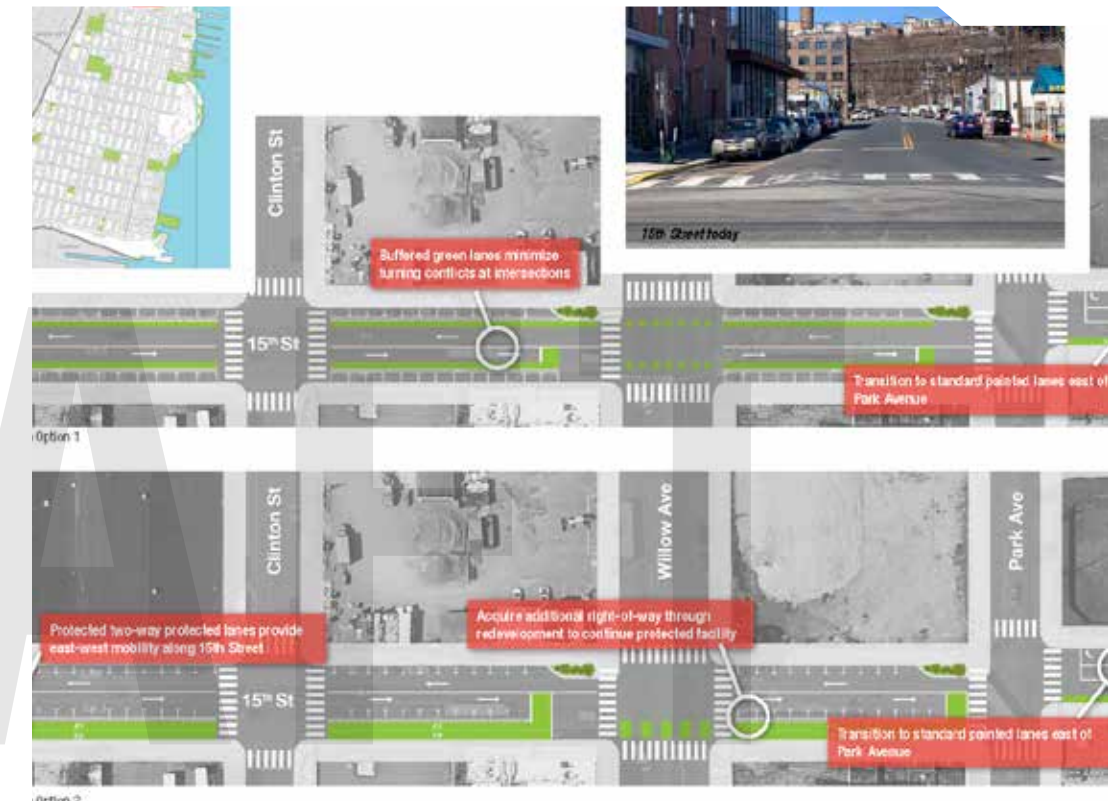 15th Street today
Clinton St
Buffered green lanes minimize
turning conflicts at intersections
15th St
Transition to standard painted lanes east of
Park Avenue
Option 1
Clinton St
Willow Ave
Park Ave
Protected two-way protected lanes provide
east-west mobility along 15th Street
Acquire additional right-of-way through
redevelopment to continue protected facility
15th St
Transition to standard painted lanes east of
Park Avenue
Option 2